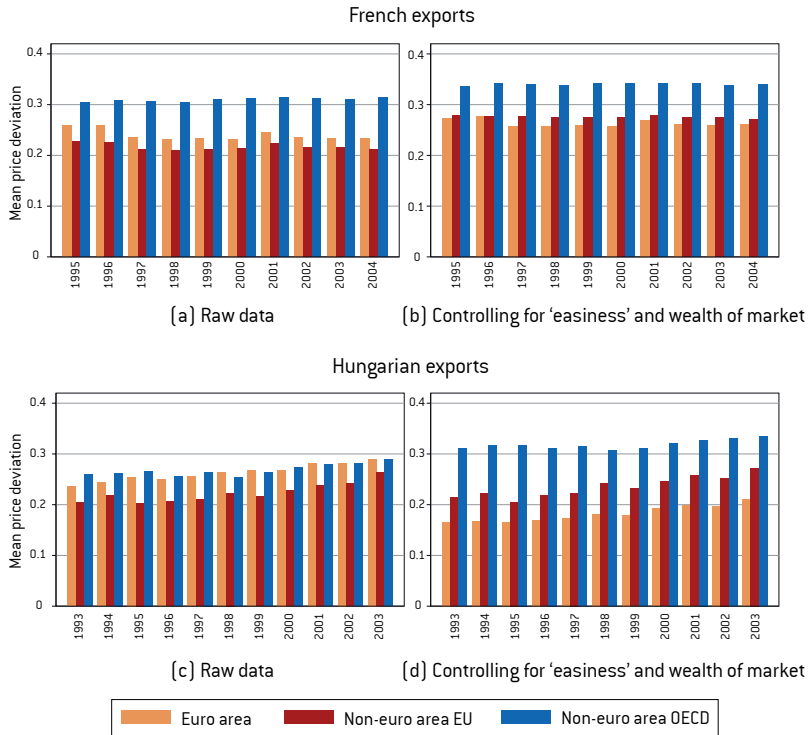 French exports
Mean price deviation
0.4
0.3
0.2
0.1
0
1995 1996 1997 1998 1999 2000 2001 2002 2003 2004
(a) Raw data
0.4
0.3
0.2
0.1
0
1995 1996 1997 1998 1999 2000 2001 2002 2003 2004
(b) Controlling for ‘easiness’ and wealth of market
Hungarian exports
Mean price deviation
0.4
0.3
0.2
0.1
0
1993 1994 1995 1996 1997 1998 1999 2000 2001 2002 2003
(c) Raw data
0.4
0.3
0.2
0.1
0
1993 1994 1995 1996 1997 1998 1999 2000 2001 2002 2003
(d) Controlling for ‘easiness’ and wealth of market
Euro area Non-euro area EU Non-euro area OECD